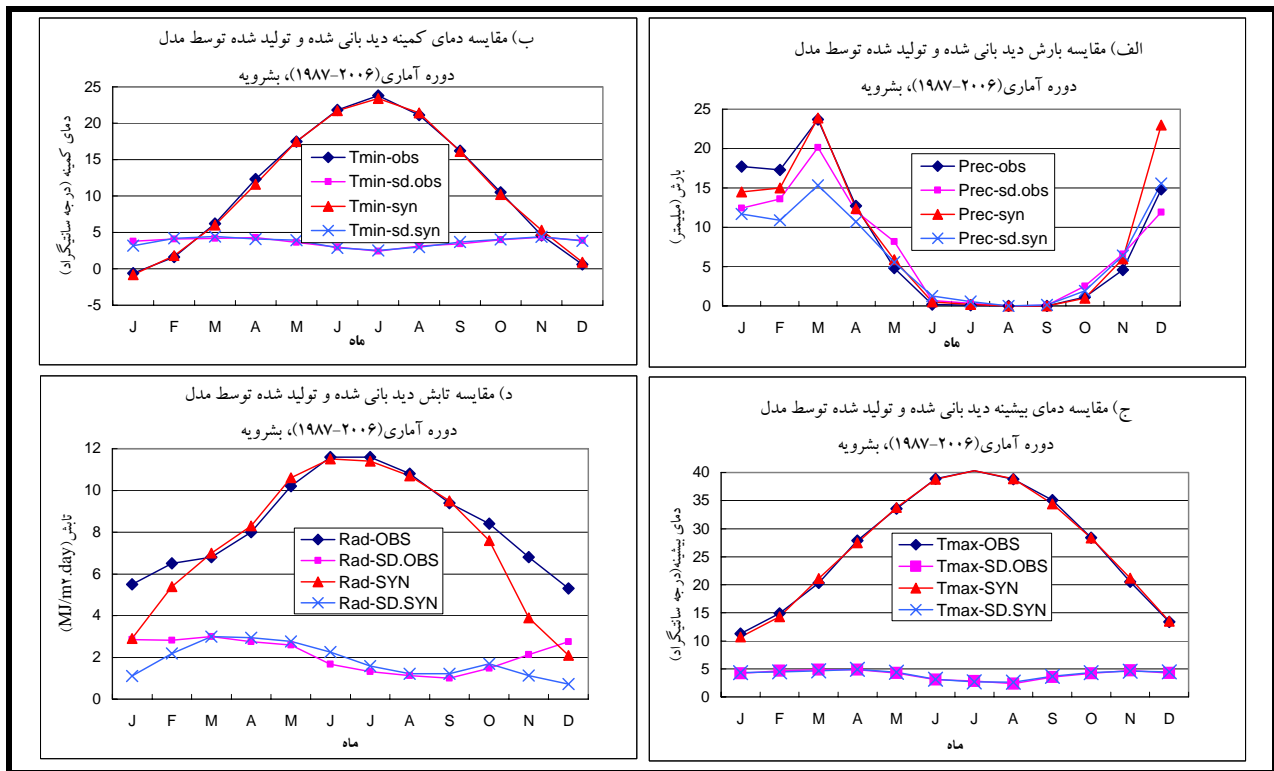 الف) مقایسه بارش دید بانی شده و تولید شده توسط مدل
دوره آماری(۲۰۰۶-۱۹۸۷)، بشرویه
بارش (میلیمتر)
25
20
15
10
5
0
Prec-obs
Prec-sd.obs
Prec-syn
Prec-sd.syn
J F M A M J J A S O N D
ماه
ب) مقایسه دمای کمینه دید بانی شده و تولید شده توسط مدل
دوره آماری(۲۰۰۶-۱۹۸۷)، بشرویه
دمای کمینه (درجه سانتیگراد)
25
20
15
10
5
0
-5
Tmin-obs
Tmin-sd.obs
Tmin-syn
Tmin-sd.syn
J F M A M J J A S O N D
ماه
ج) مقایسه دمای بیشینه دید بانی شده و تولید شده توسط مدل
دوره آماری(۲۰۰۶-۱۹۸۷)، بشرویه
دمای بیشینه(درجه سانتیگراد)
40
35
30
25
20
15
10
5
0
Tmax-OBS
Tmax-SD.OBS
Tmax-SYN
Tmax-SD.SYN
J F M A M J J A S O N D
ماه
د) مقایسه تابش دید بانی شده و تولید شده توسط مدل
دوره آماری(۲۰۰۶-۱۹۸۷)، بشرویه
تابش(MJ/m۲.day)
12
10
8
6
4
2
0
Rad-OBS
Rad-SD.OBS
Rad-SYN
Rad-SD.SYN
J F M A M J J A S O N D
ماه